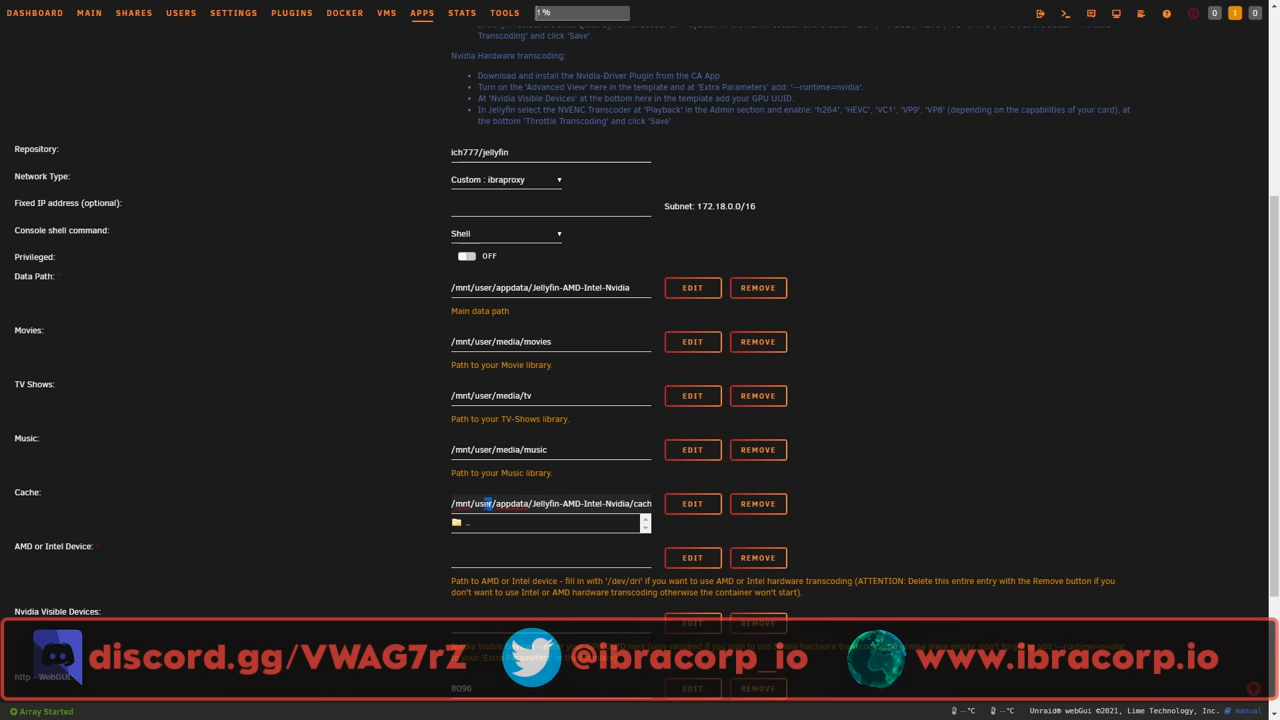 DASHBOARD MAIN SHARES USERS SETTINGS PLUGINS DOCKER VMS APPS STATS TOOLS 1% 0 1 0
Transcoding' and click 'Save'.
Nvidia Hardware transcoding:
• Download and install the Nvidia-Driver Plugin from the CA App
• Turn on the 'Advanced View' here in the template and at 'Extra Parameters' add: '--runtime=nvidia'.
• At 'Nvidia Visible Devices' at the bottom here in the template add your GPU UUID.
• In Jellyfin select the NVENC Transcoder at 'Playback' in the Admin section and enable: 'h264', 'HEVC', 'VC1', 'VP9', 'VP8' (depending on the capabilities of your card), at
the bottom 'Throttle Transcoding' and click 'Save'.
Repository: ich777/jellyfin
Network Type: Custom : ibraproxy
Fixed IP address (optional): Subnet: 172.18.0.0/16
Console shell command: Shell
Privileged: OFF
Data Path: * /mnt/user/appdata/Jellyfin-AMD-Intel-Nvidia EDIT REMOVE
Main data path
Movies: /mnt/user/media/movies EDIT REMOVE
Path to your Movie library.
TV Shows: /mnt/user/media/tv EDIT REMOVE
Path to your TV-Shows library.
Music: /mnt/user/media/music EDIT REMOVE
Path to your Music library.
Cache: /mnt/user/appdata/Jellyfin-AMD-Intel-Nvidia/cach EDIT REMOVE
..
AMD or Intel Device: * EDIT REMOVE
Path to AMD or Intel device - fill in with '/dev/dri' if you want to use AMD or Intel hardware transcoding (ATTENTION: Delete this entire entry with the Remove button if you
don't want to use Intel or AMD hardware transcoding otherwise the container won't start).
Nvidia Visible Devices: EDIT REMOVE
discord.gg/VWAG7rZ @ibracorp_io www.ibracorp.io
http - WebGUI
8096 EDIT REMOVE
Array Started Unraid® webGui ©2021, Lime Technology, Inc. manual